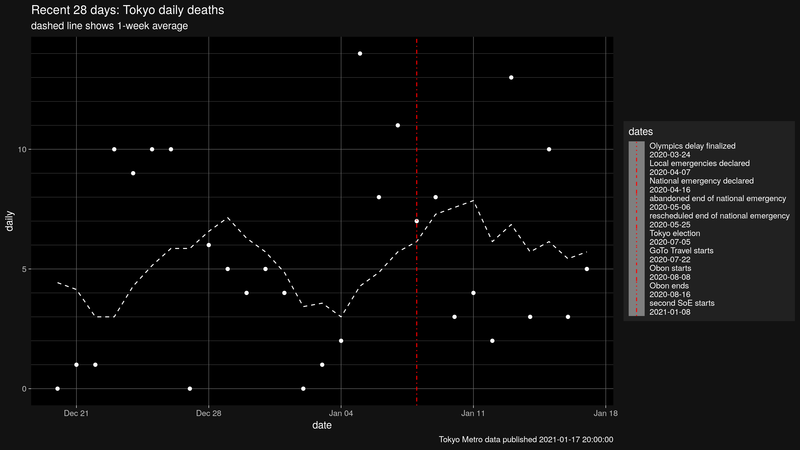 Recent 28 days: Tokyo daily deaths
dashed line shows 1-week average
daily
10
5
0
Dec 21
Dec 28
Jan 04
Jan 11
Jan 18
date
dates
Olympics delay finalized
2020-03-24
Local emergencies declared
2020-04-07
National emergency declared
2020-04-16
abandoned end of national emergency
2020-05-06
rescheduled end of national emergency
2020-05-25
Tokyo election
2020-07-05
GoTo Travel starts
2020-07-22
Obon starts
2020-08-08
Obon ends
2020-08-16
second SoE starts
2021-01-08
Tokyo Metro data published 2021-01-17 20:00:00